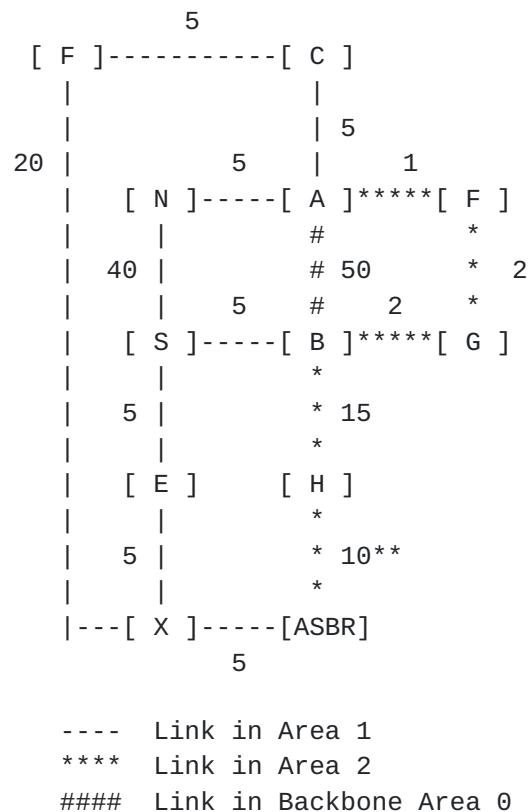 5
 [ F ]-----------[ C ]
   |               |
   |               | 5
20 |         5     |     1
   |   [ N ]-----[ A ]*****[ F ]
   |     |         #         *
   |  40 |         # 50      *  2
   |     |   5     #    2    *
   |   [ S ]-----[ B ]*****[ G ]
   |     |         *
   |   5 |         * 15
   |     |         *
   |   [ E ]     [ H ]
   |     |         *
   |   5 |         * 10**
   |     |         *
   |---[ X ]-----[ASBR]
             5
---- Link in Area 1
**** Link in Area 2
#### Link in Backbone Area 0